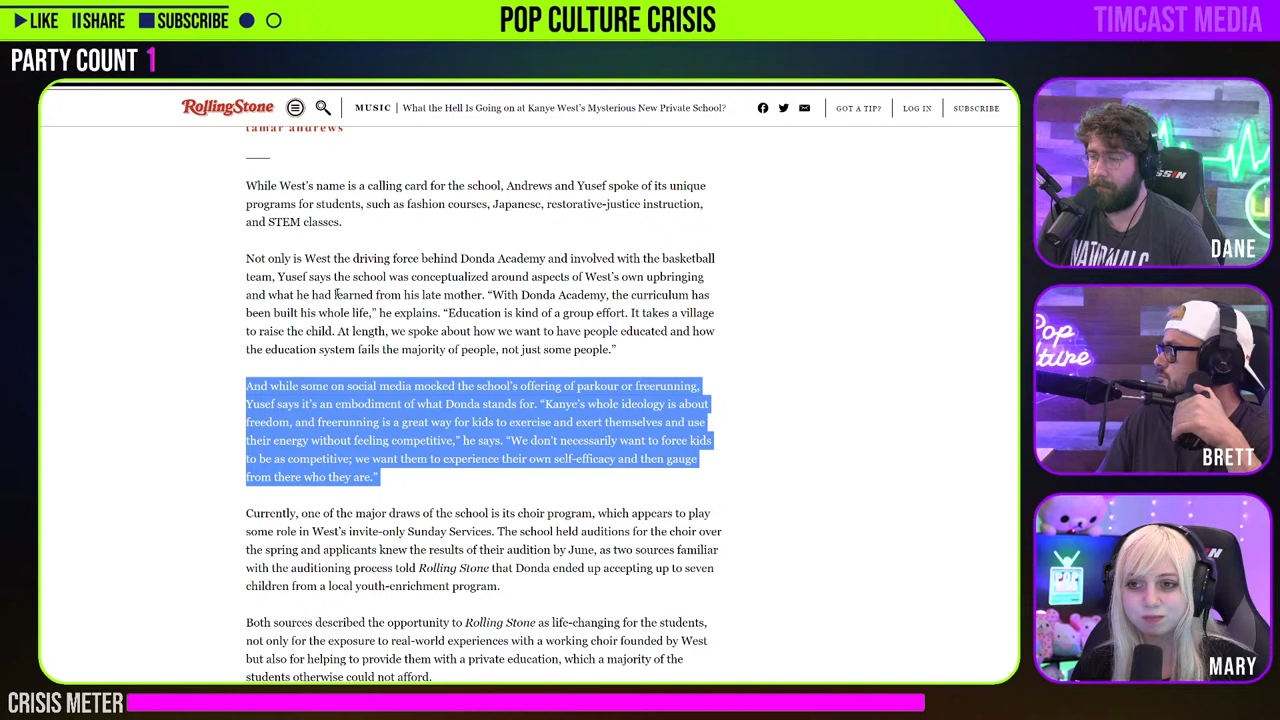 LIKE SHARE SUBSCRIBE
POP CULTURE CRISIS
TIMCAST MEDIA
PARTY COUNT 1
RollingStone
MUSIC | What the Hell Is Going on at Kanye West's Mysterious New Private School?
GOT A TIP? LOG IN SUBSCRIBE
tamar andrews
While West's name is a calling card for the school, Andrews and Yusef spoke of its unique
programs for students, such as fashion courses, Japanese, restorative-justice instruction,
and STEM classes.
Not only is West the driving force behind Donda Academy and involved with the basketball
team, Yusef says the school was conceptualized around aspects of West's own upbringing
and what he had learned from his late mother. “With Donda Academy, the curriculum has
been built his whole life,” he explains. “Education is kind of a group effort. It takes a village
to raise the child. At length, we spoke about how we want to have people educated and how
the education system fails the majority of people, not just some people.”
And while some on social media mocked the school's offering of parkour or freerunning,
Yusef says it's an embodiment of what Donda stands for. “Kanye's whole ideology is about
freedom, and freerunning is a great way for kids to exercise and exert themselves and use
their energy without feeling competitive,” he says. “We don't necessarily want to force kids
to be as competitive; we want them to experience their own self-efficacy and then gauge
from there who they are.”
Currently, one of the major draws of the school is its choir program, which appears to play
some role in West's invite-only Sunday Services. The school held auditions for the choir over
the spring and applicants knew the results of their audition by June, as two sources familiar
with the auditioning process told Rolling Stone that Donda ended up accepting up to seven
children from a local youth-enrichment program.
Both sources described the opportunity to Rolling Stone as life-changing for the students,
not only for the exposure to real-world experiences with a working choir founded by West
but also for helping to provide them with a private education, which a majority of the
students otherwise could not afford.
NATIONALS
DANE
Pop
Culture
BRETT
POP
MARY
CRISIS METER